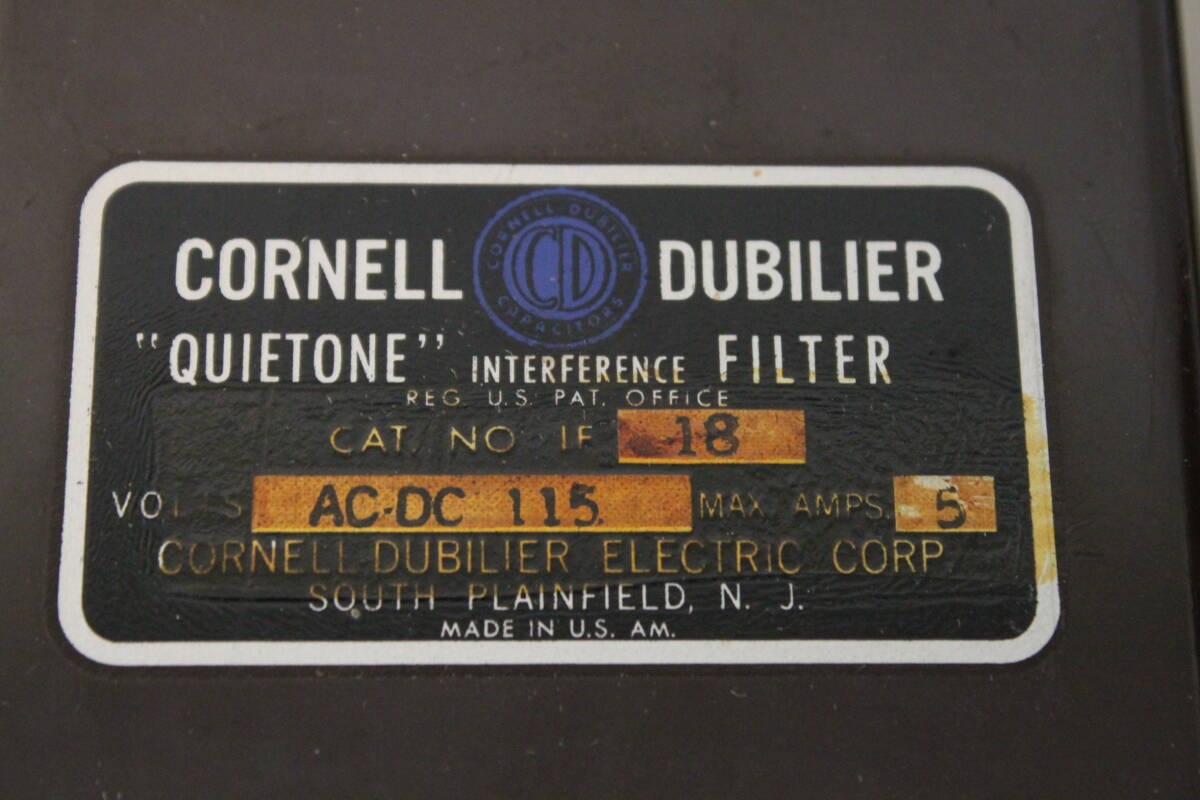 CORNELL DUBILIER
CORNELL DUBILIER
CD
CAPACITORS
"QUIETONE" INTERFERENCE FILTER
REG. U.S. PAT. OFFICE
CAT. NO IF 18
VOLTS AC-DC 115 MAX. AMPS. 5
CORNELL-DUBILIER ELECTRIC CORP
SOUTH PLAINFIELD, N. J.
MADE IN U.S. AM.